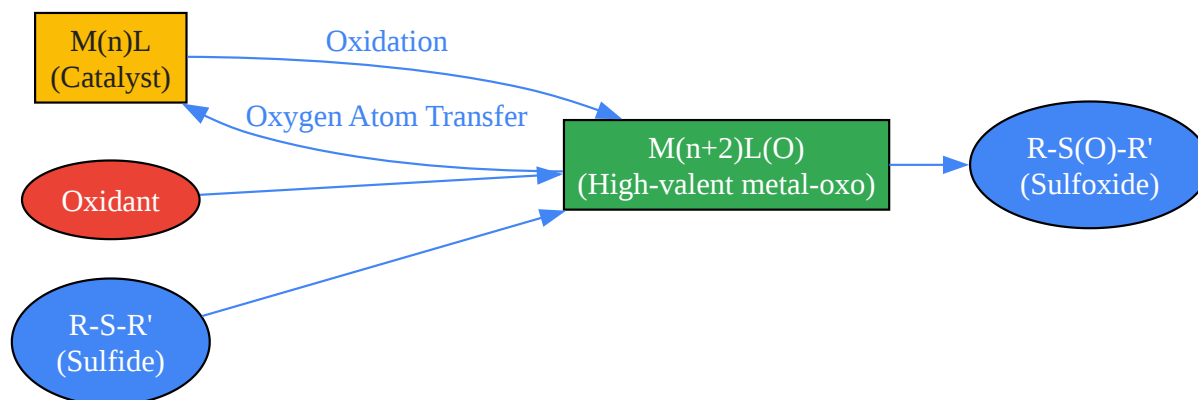 M(n)L
(Catalyst)
Oxidation
Oxygen Atom Transfer
M(n+2)L(O)
(High-valent metal-oxo)
R-S(O)-R'
(Sulfoxide)
Oxidant
R-S-R'
(Sulfide)